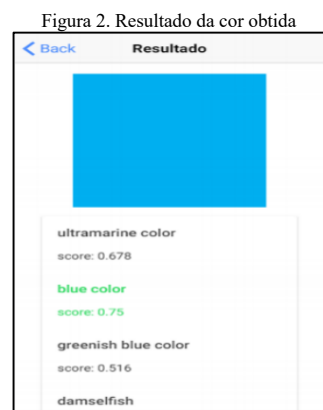 Figura 2. Resultado da cor obtida
Back
Resultado
ultramarine color
score: 0.678
blue color
score: 0.75
greenish blue color
score: 0.516
damselfish